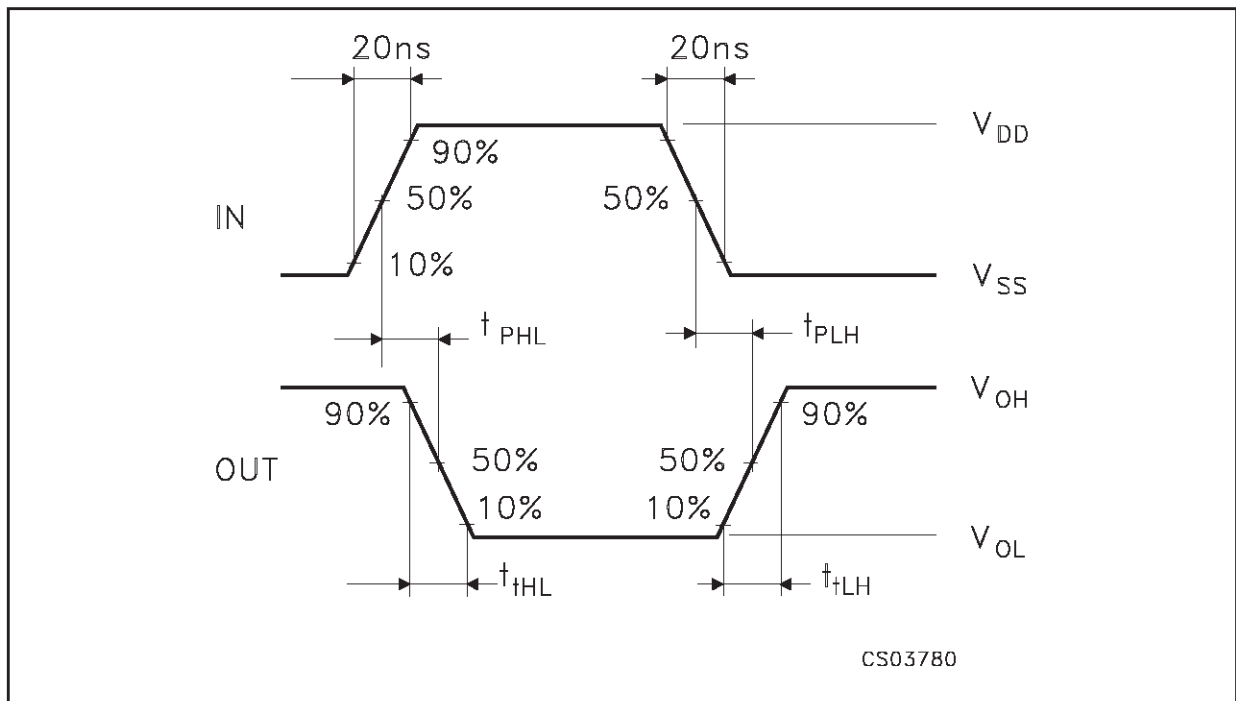 20ns 20ns
V_DD
90%
50% 50%
IN
10%
V_SS
t_PHL t_PLH
V_OH
90% 90%
50% 50%
OUT
10% 10%
V_OL
t_tHL t_tLH
CS03780